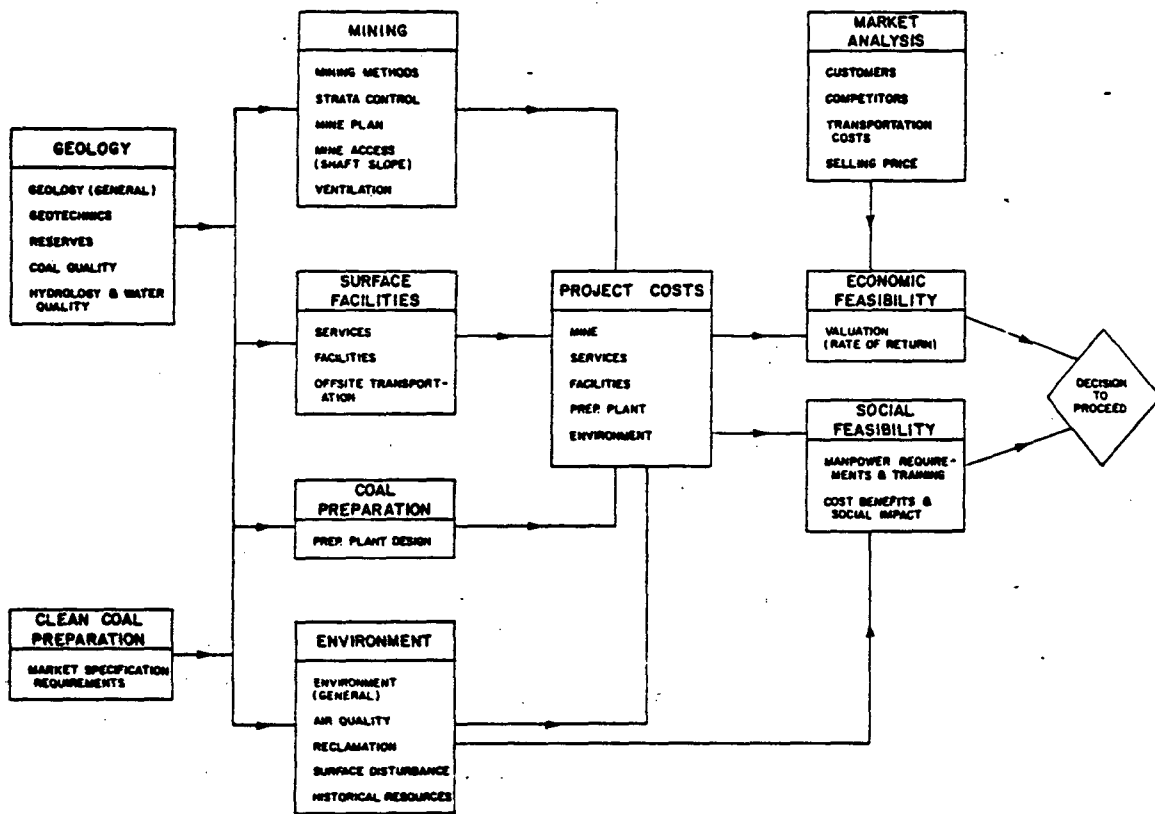 MINING
MINING METHODS
STRATA CONTROL
MINE PLAN
MINE ACCESS
(SHAFT SLOPE)
VENTILATION
MARKET
ANALYSIS
CUSTOMERS
COMPETITORS
TRANSPORTATION
COSTS
SELLING PRICE
GEOLOGY
GEOLOGY (GENERAL)
GEOTECHNICS
RESERVES
COAL QUALITY
HYDROLOGY & WATER
QUALITY
SURFACE
FACILITIES
SERVICES
FACILITIES
OFFSITE TRANSPORT-
ATION
PROJECT COSTS
MINE
SERVICES
FACILITIES
PREP. PLANT
ENVIRONMENT
ECONOMIC
FEASIBILITY
VALUATION
(RATE OF RETURN)
DECISION
TO
PROCEED
SOCIAL
FEASIBILITY
MANPOWER REQUIRE-
MENTS & TRAINING
COST BENEFITS &
SOCIAL IMPACT
COAL
PREPARATION
PREP. PLANT DESIGN
CLEAN COAL
PREPARATION
MARKET SPECIFICATION
REQUIREMENTS
ENVIRONMENT
ENVIRONMENT
(GENERAL)
AIR QUALITY
RECLAMATION
SURFACE DISTURBANCE
HISTORICAL RESOURCES